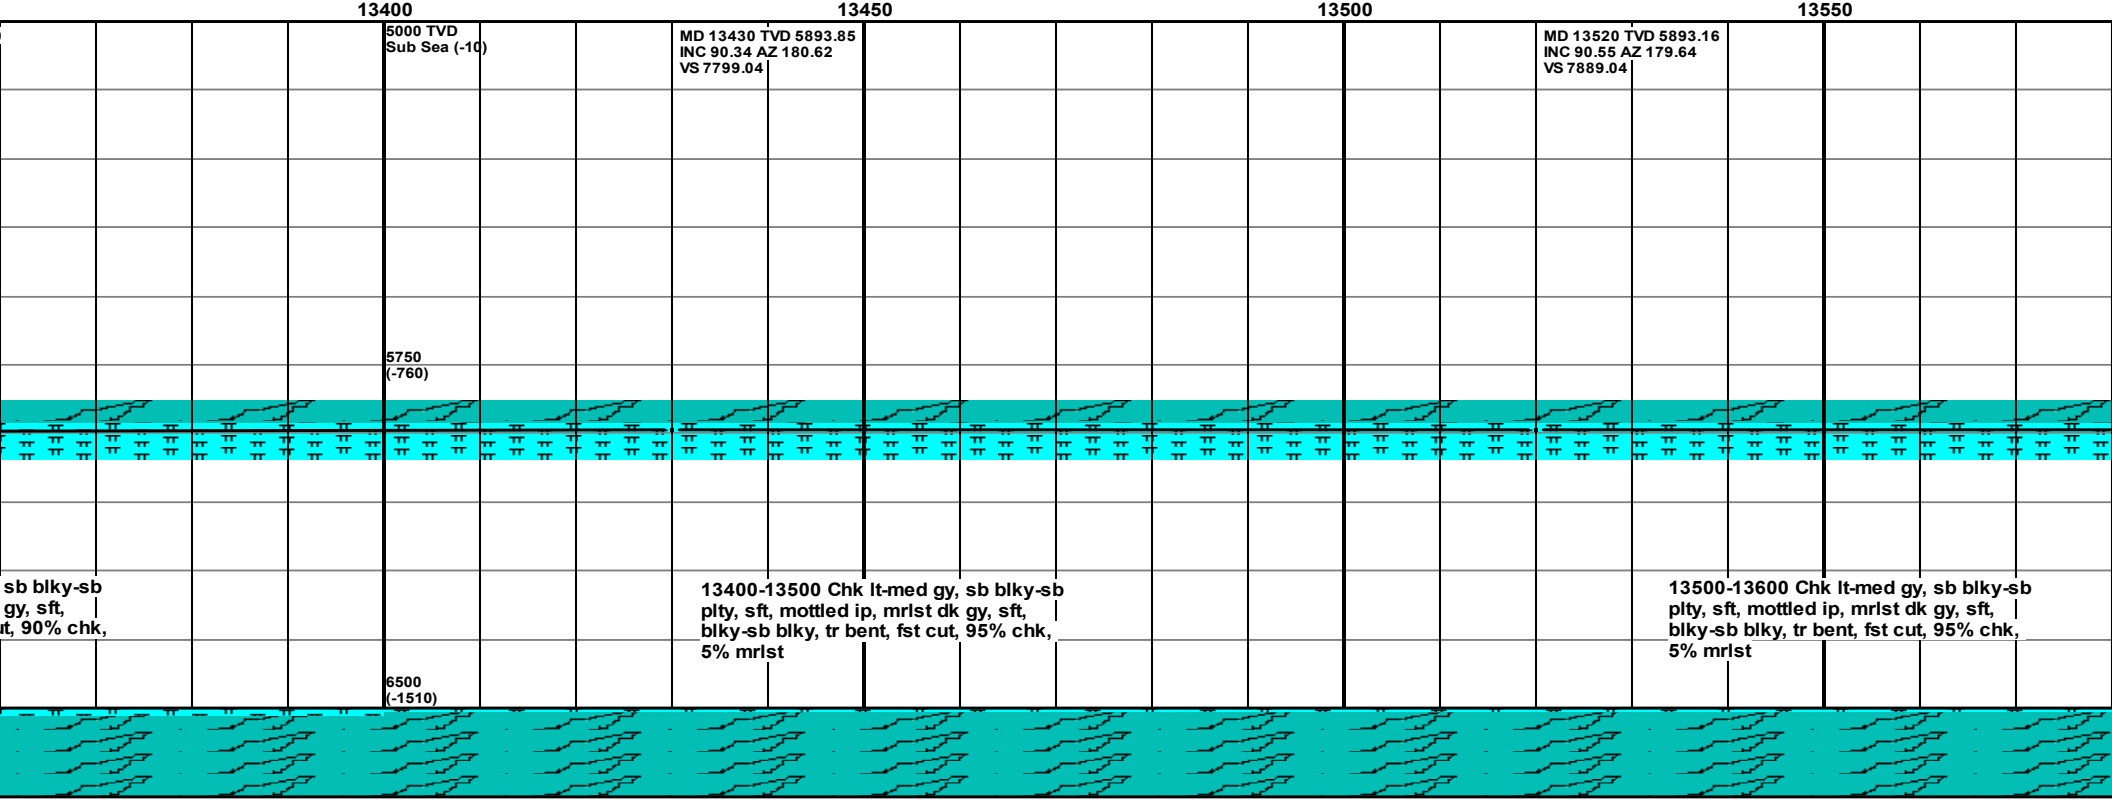 13400 13450 13500 13550
5000 TVD
Sub Sea (-10)
MD 13430 TVD 5893.85
INC 90.34 AZ 180.62
VS 7799.04
MD 13520 TVD 5893.16
INC 90.55 AZ 179.64
VS 7889.04
5750
(-760)
sb blky-sb
gy, sft,
90% chk,
13400-13500 Chk lt-med gy, sb blky-sb
plty, sft, mottled ip, mrlst dk gy, sft,
blky-sb blky, tr bent, fst cut, 95% chk,
5% mrlst
13500-13600 Chk lt-med gy, sb blky-sb
plty, sft, mottled ip, mrlst dk gy, sft,
blky-sb blky, tr bent, fst cut, 95% chk,
5% mrlst
6500
(-1510)